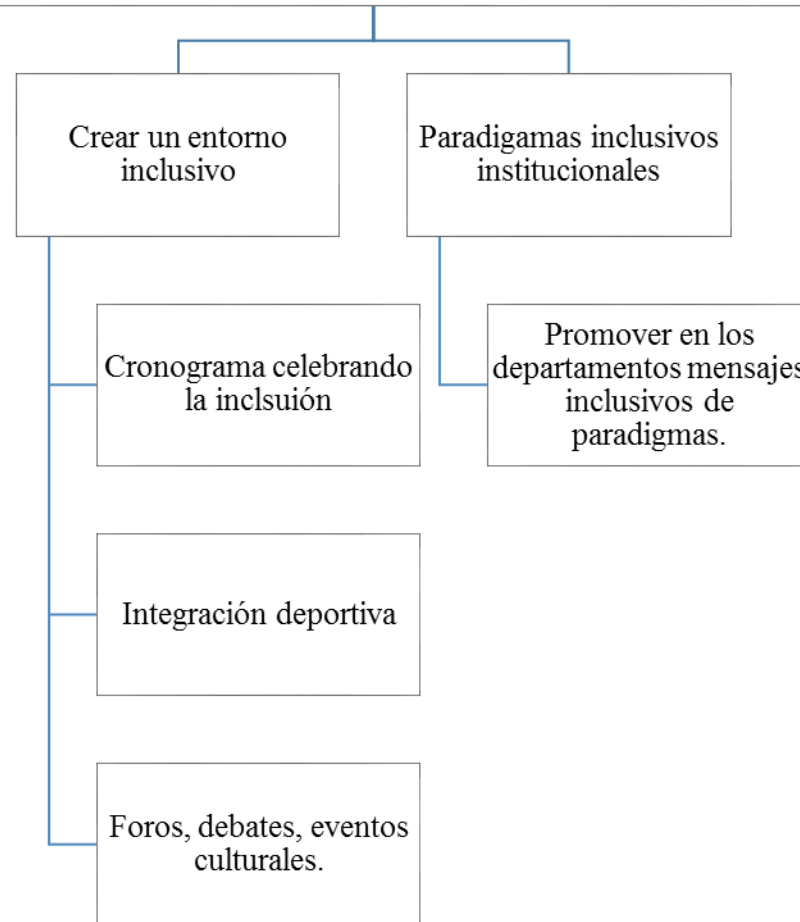 Crear un entorno
inclusivo
Paradigamas inclusivos
institucionales
Cronograma celebrando
la inclsuión
Promover en los
departamentos mensajes
inclusivos de
paradigmas.
Integración deportiva
Foros, debates, eventos
culturales.